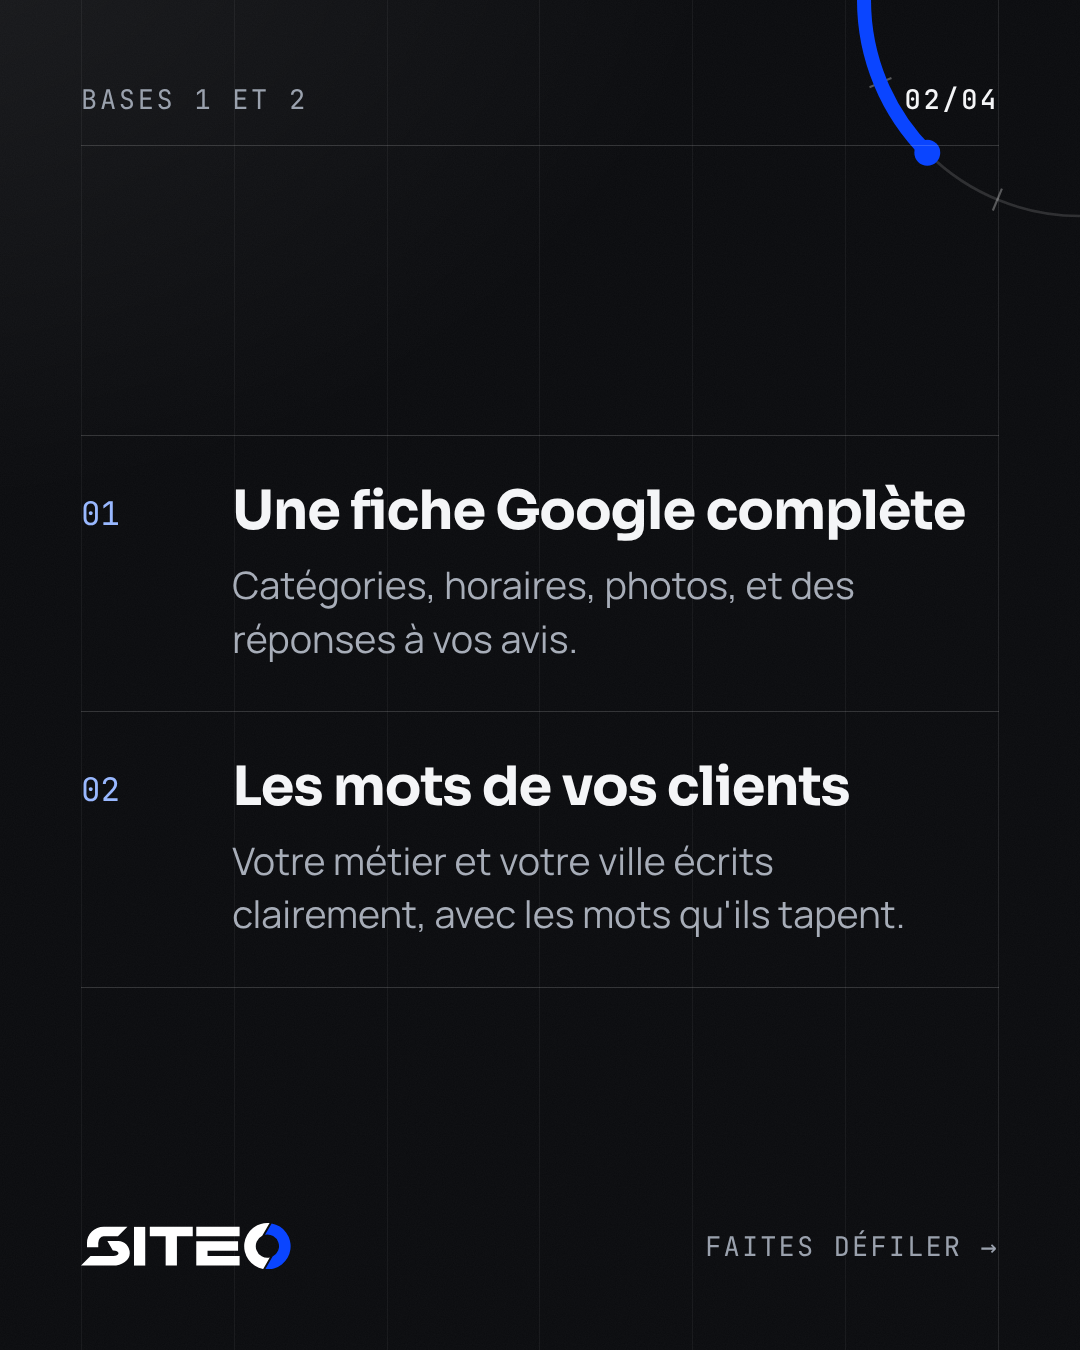 BASES 1 ET 2
02/04
01
Une fiche Google complète
Catégories, horaires, photos, et des
réponses à vos avis.
02
Les mots de vos clients
Votre métier et votre ville écrits
clairement, avec les mots qu'ils tapent.
SITEO
FAITES DÉFILER →